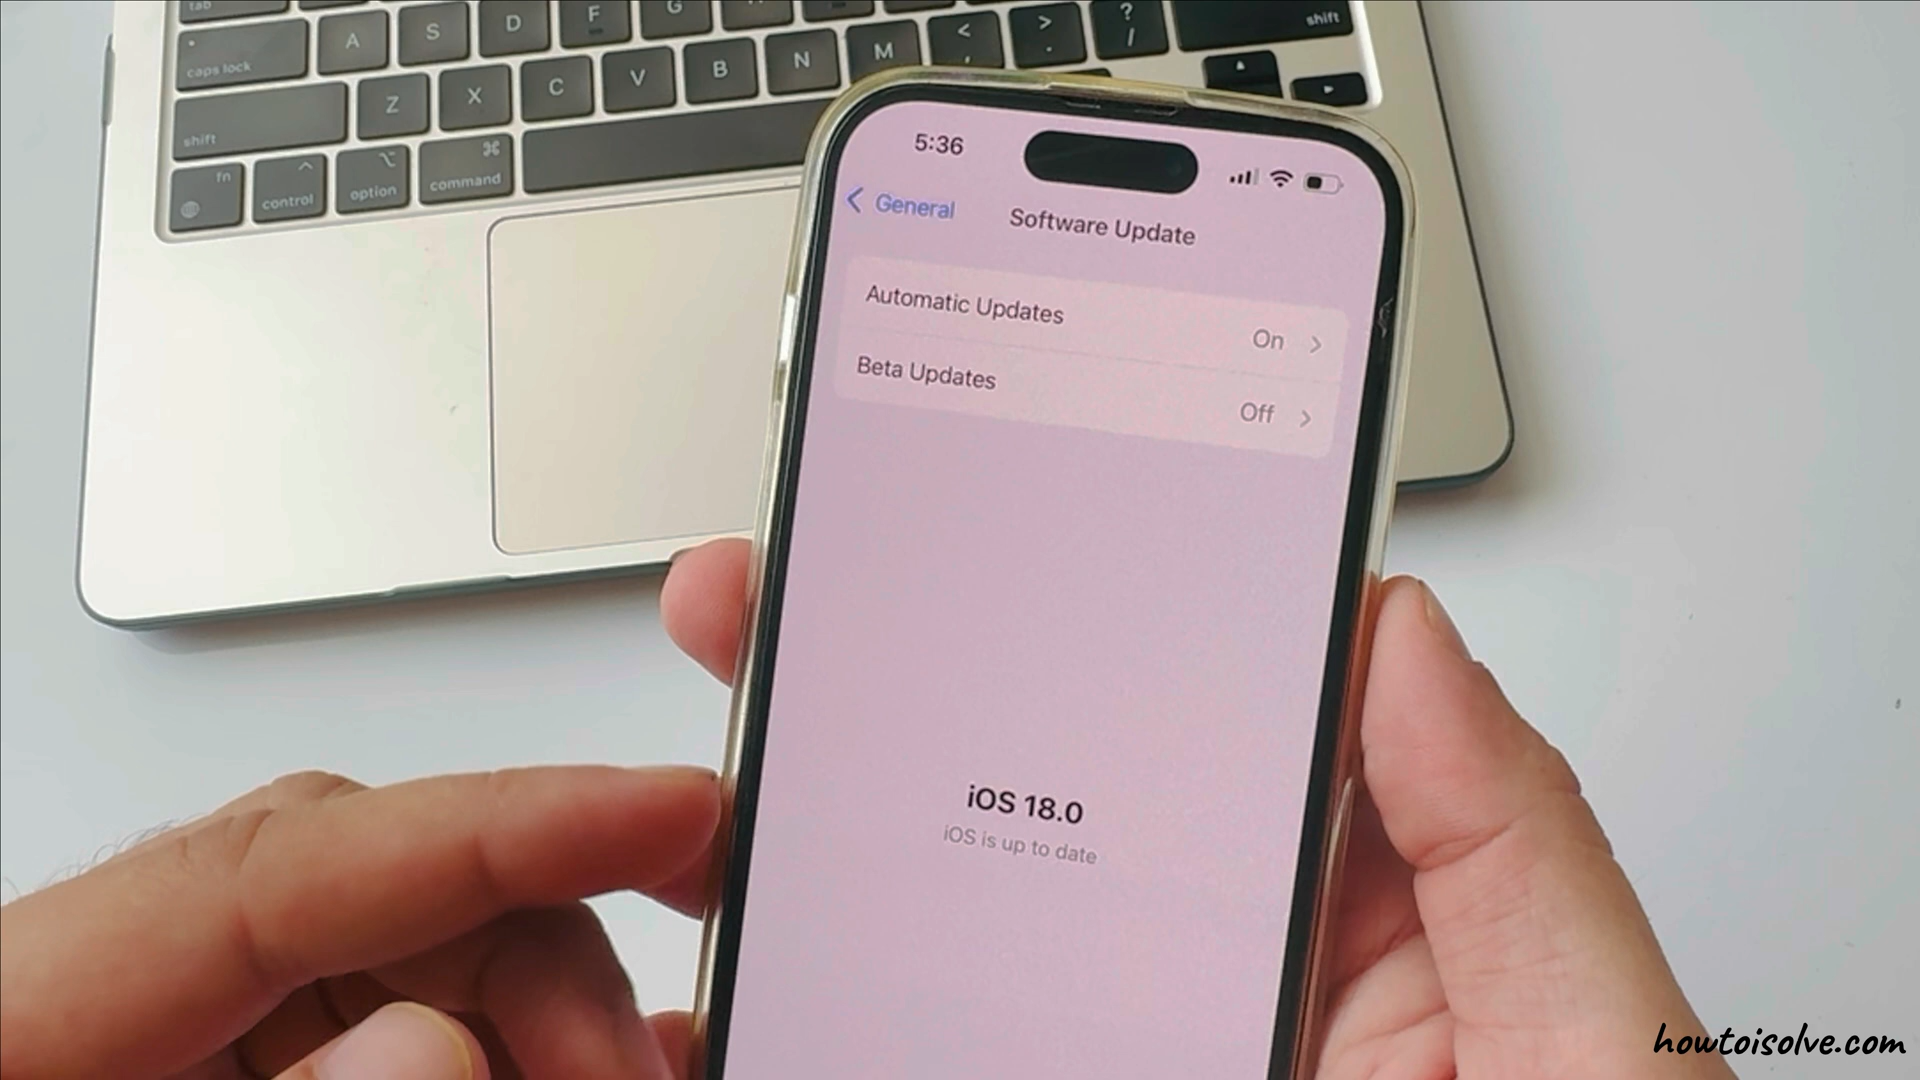 tab
caps lock A S D F G
< > ? shift
, . /
shift Z X C V B N M
fn control option command
^ ⌥ ⌘
5:36
General Software Update
Automatic Updates On
Beta Updates Off
iOS 18.0
iOS is up to date
howtoisolve.com